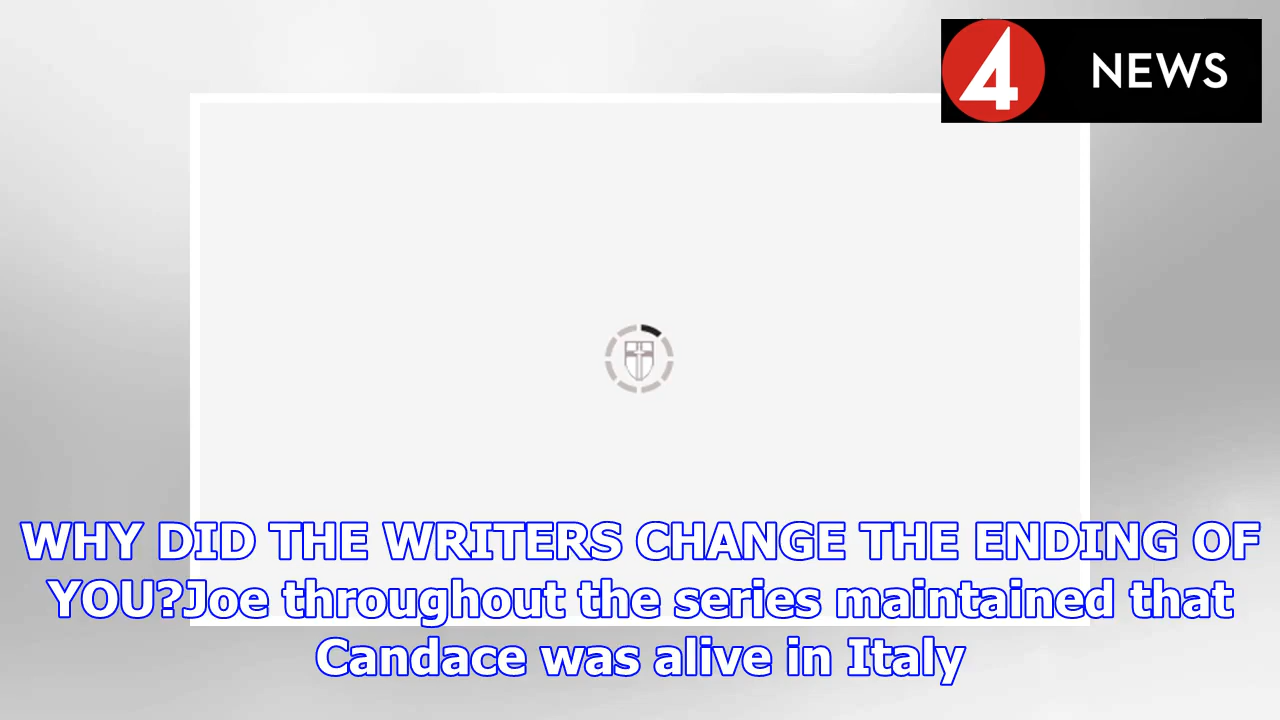 4 NEWS
WHY DID THE WRITERS CHANGE THE ENDING OF
YOU?Joe throughout the series maintained that
Candace was alive in Italy